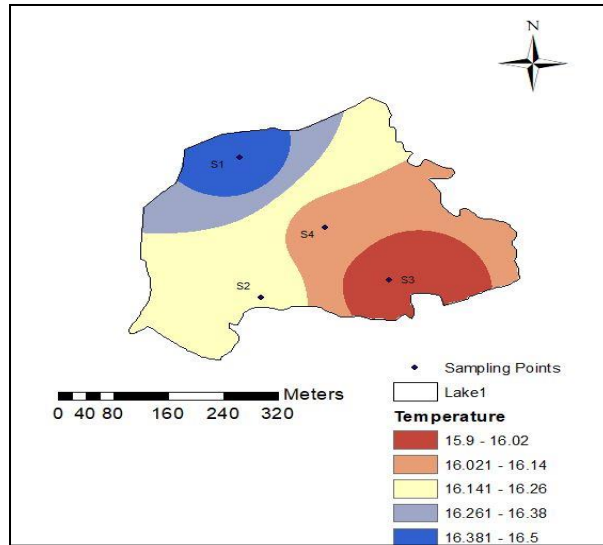 N
S1
S4
S3
S2
Sampling Points
Meters
Lake1
0 40 80 160 240 320
Temperature
15.9 - 16.02
16.021 - 16.14
16.141 - 16.26
16.261 - 16.38
16.381 - 16.5